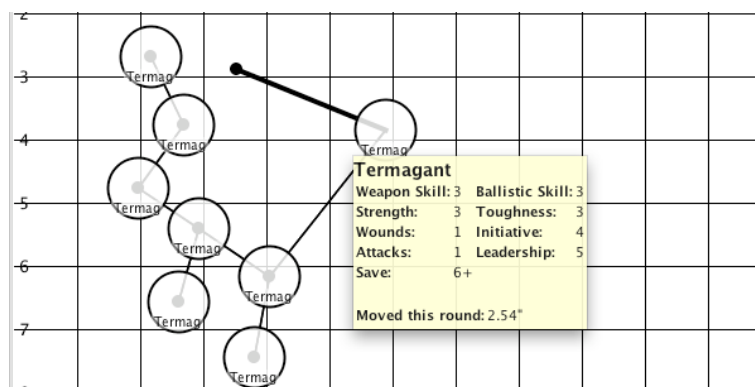 2
Termag
3
Termag
4
Termag
Termagant
Weapon Skill: 3 Ballistic Skill: 3
Termag
5
Strength: 3 Toughness: 3
Wounds: 1 Initiative: 4
Termag
Attacks: 1 Leadership: 5
6
Save: 6+
Termag
Termag
7
Moved this round: 2.54"
Termag